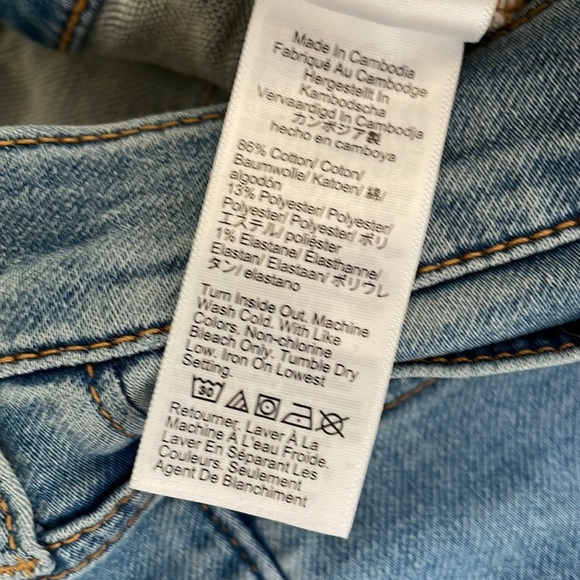 Made In Cambodia
Fabriqué Au Cambodge
Hergestellt In
Kambodscha
Vervaardigd In Cambodja
カンボジア製
hecho en camboya
86% Cotton/ Coton/
Baumwolle/ Katoen/ 綿/
algodón
13% Polyester/ Polyester/
Polyester/ Polyester/ ポリ
エステル/ poliéster
1% Elastane/ Élasthanne/
Elastan/ Elastaan/ ポリウレ
タン/ elastano
Turn Inside Out. Machine
Wash Cold. With Like
Colors. Non-chlorine
Bleach Only. Tumble Dry
Low. Iron On Lowest
Setting.
30
Retourner. Laver À La
Machine À L'eau Froide.
Laver En Séparant Les
Couleurs. Seulement
Agent De Blanchiment